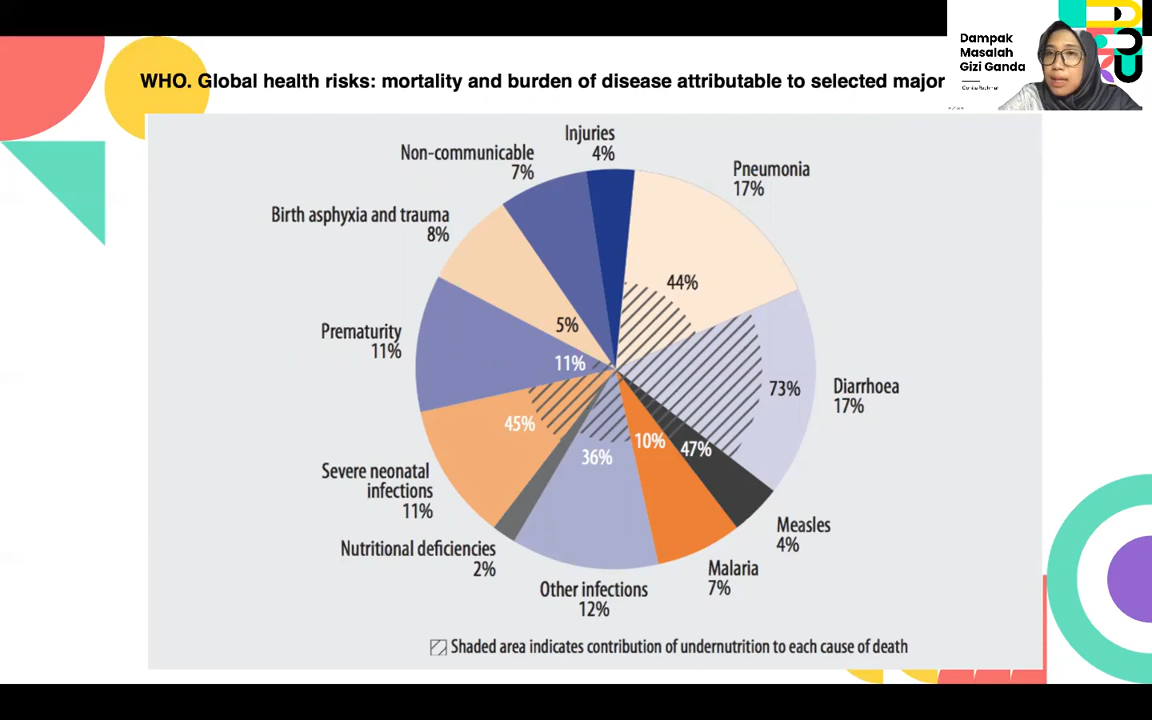 WHO. Global health risks: mortality and burden of disease attributable to selected major
Dampak
Masalah
Gizi Ganda
Injuries
4%
Non-communicable
7%
Pneumonia
17%
Birth asphyxia and trauma
8%
44%
5%
Prematurity
11%
11%
73%
Diarrhoea
17%
45%
10%
47%
36%
Severe neonatal
infections
11%
Measles
4%
Nutritional deficiencies
2%
Malaria
7%
Other infections
12%
Shaded area indicates contribution of undernutrition to each cause of death